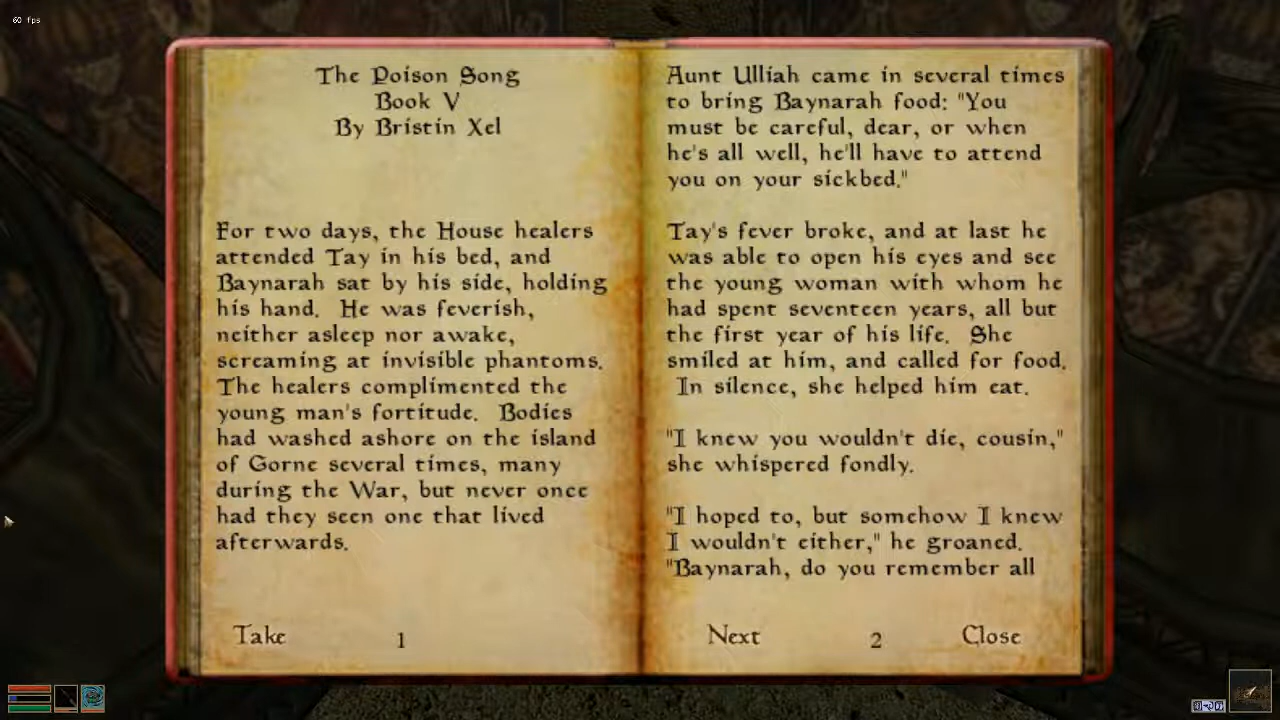 60 fps
The Poison Song
Book V
By Bristin Xel
For two days, the House healers
attended Tay in his bed, and
Baynarah sat by his side, holding
his hand. He was feverish,
neither asleep nor awake,
screaming at invisible phantoms.
The healers complimented the
young man's fortitude. Bodies
had washed ashore on the island
of Gorne several times, many
during the War, but never once
had they seen one that lived
afterwards.
Take
1
Aunt Ulliah came in several times
to bring Baynarah food: "You
must be careful, dear, or when
he's all well, he'll have to attend
you on your sickbed."
Tay's fever broke, and at last he
was able to open his eyes and see
the young woman with whom he
had spent seventeen years, all but
the first year of his life. She
smiled at him, and called for food.
In silence, she helped him eat.
"I knew you wouldn't die, cousin,"
she whispered fondly.
"I hoped to, but somehow I knew
I wouldn't either," he groaned.
"Baynarah, do you remember all
Next
2
Close